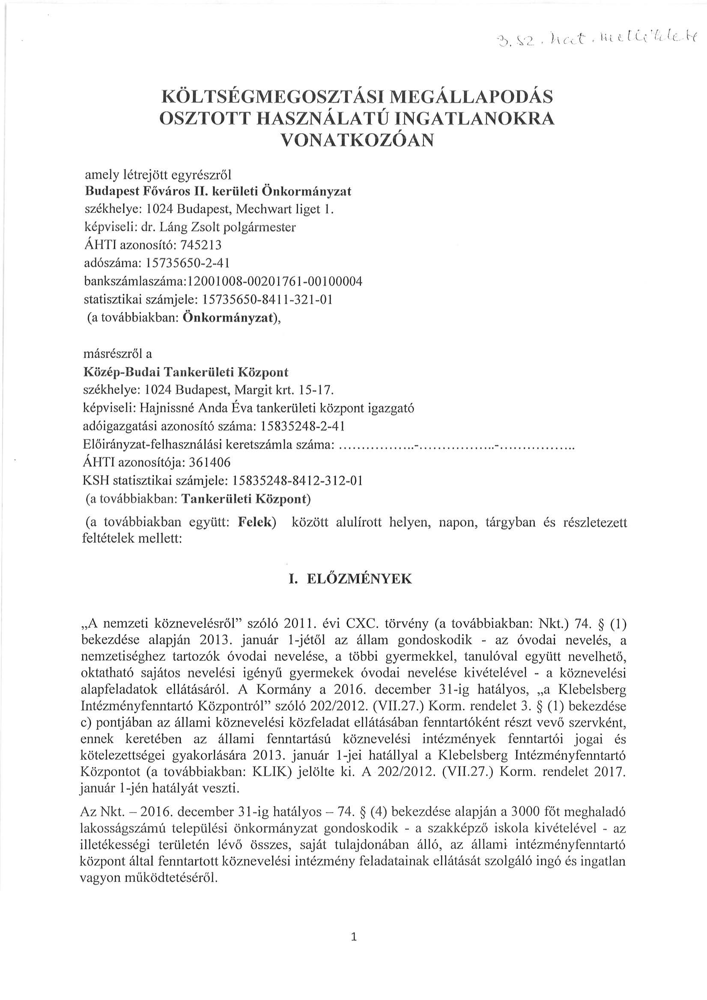 3. sz. hat. melléklete
KÖLTSÉGMEGOSZTÁSI MEGÁLLAPODÁS
OSZTOTT HASZNÁLATÚ INGATLANOKRA
VONATKOZÓAN
amely létrejött egyrészről
Budapest Főváros II. kerületi Önkormányzat
székhelye: 1024 Budapest, Mechwart liget 1.
képviseli: dr. Láng Zsolt polgármester
ÁHTI azonosító: 745213
adószáma: 15735650-2-41
bankszámlaszáma:12001008-00201761-00100004
statisztikai számjele: 15735650-8411-321-01
(a továbbiakban: Önkormányzat),
másrészről a
Közép-Budai Tankerületi Központ
székhelye: 1024 Budapest, Margit krt. 15-17.
képviseli: Hajnissné Anda Éva tankerületi központ igazgató
adóigazgatási azonosító száma: 15835248-2-41
Előirányzat-felhasználási keretszámla száma: .................-.................-.................
ÁHTI azonosítója: 361406
KSH statisztikai számjele: 15835248-8412-312-01
(a továbbiakban: Tankerületi Központ)
(a továbbiakban együtt: Felek) között alulírott helyen, napon, tárgyban és részletezett
feltételek mellett:
I. ELŐZMÉNYEK
„A nemzeti köznevelésről” szóló 2011. évi CXC. törvény (a továbbiakban: Nkt.) 74. § (1)
bekezdése alapján 2013. január 1-jétől az állam gondoskodik - az óvodai nevelés, a
nemzetiséghez tartozók óvodai nevelése, a többi gyermekkel, tanulóval együtt nevelhető,
oktatható sajátos nevelési igényű gyermekek óvodai nevelése kivételével - a köznevelési
alapfeladatok ellátásáról. A Kormány a 2016. december 31-ig hatályos, „a Klebelsberg
Intézményfenntartó Központról” szóló 202/2012. (VII.27.) Korm. rendelet 3. § (1) bekezdése
c) pontjában az állami köznevelési közfeladat ellátásában fenntartóként részt vevő szervként,
ennek keretében az állami fenntartású köznevelési intézmények fenntartói jogai és
kötelezettségei gyakorlására 2013. január 1-jei hatállyal a Klebelsberg Intézményfenntartó
Központot (a továbbiakban: KLIK) jelölte ki. A 202/2012. (VII.27.) Korm. rendelet 2017.
január 1-jén hatályát veszti.
Az Nkt. – 2016. december 31-ig hatályos – 74. § (4) bekezdése alapján a 3000 főt meghaladó
lakosságszámú települési önkormányzat gondoskodik - a szakképző iskola kivételével - az
illetékességi területén lévő összes, saját tulajdonában álló, az állami intézményfenntartó
központ által fenntartott köznevelési intézmény feladatainak ellátását szolgáló ingó és ingatlan
vagyon működtetéséről.
1